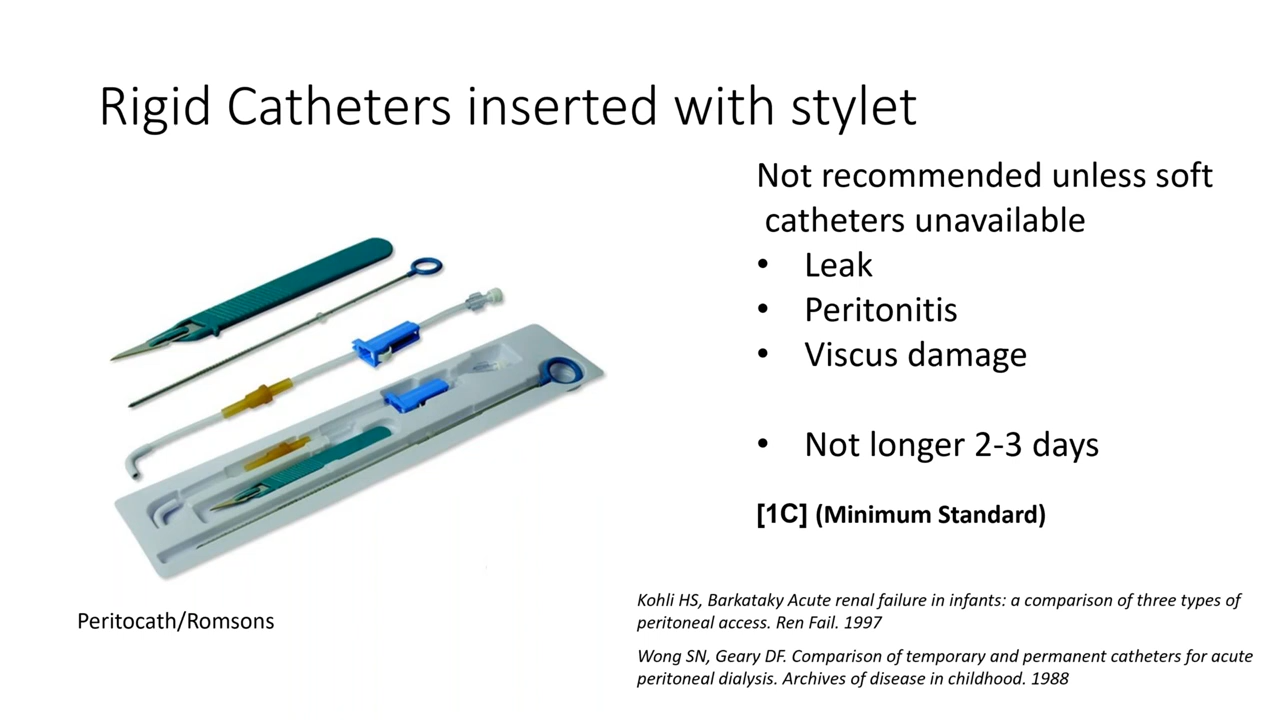 Rigid Catheters inserted with stylet
Not recommended unless soft
catheters unavailable
• Leak
• Peritonitis
• Viscus damage
• Not longer 2-3 days
[1C] (Minimum Standard)
Kohli HS, Barkataky Acute renal failure in infants: a comparison of three types of
peritoneal access. Ren Fail. 1997
Peritocath/Romsons
Wong SN, Geary DF. Comparison of temporary and permanent catheters for acute
peritoneal dialysis. Archives of disease in childhood. 1988